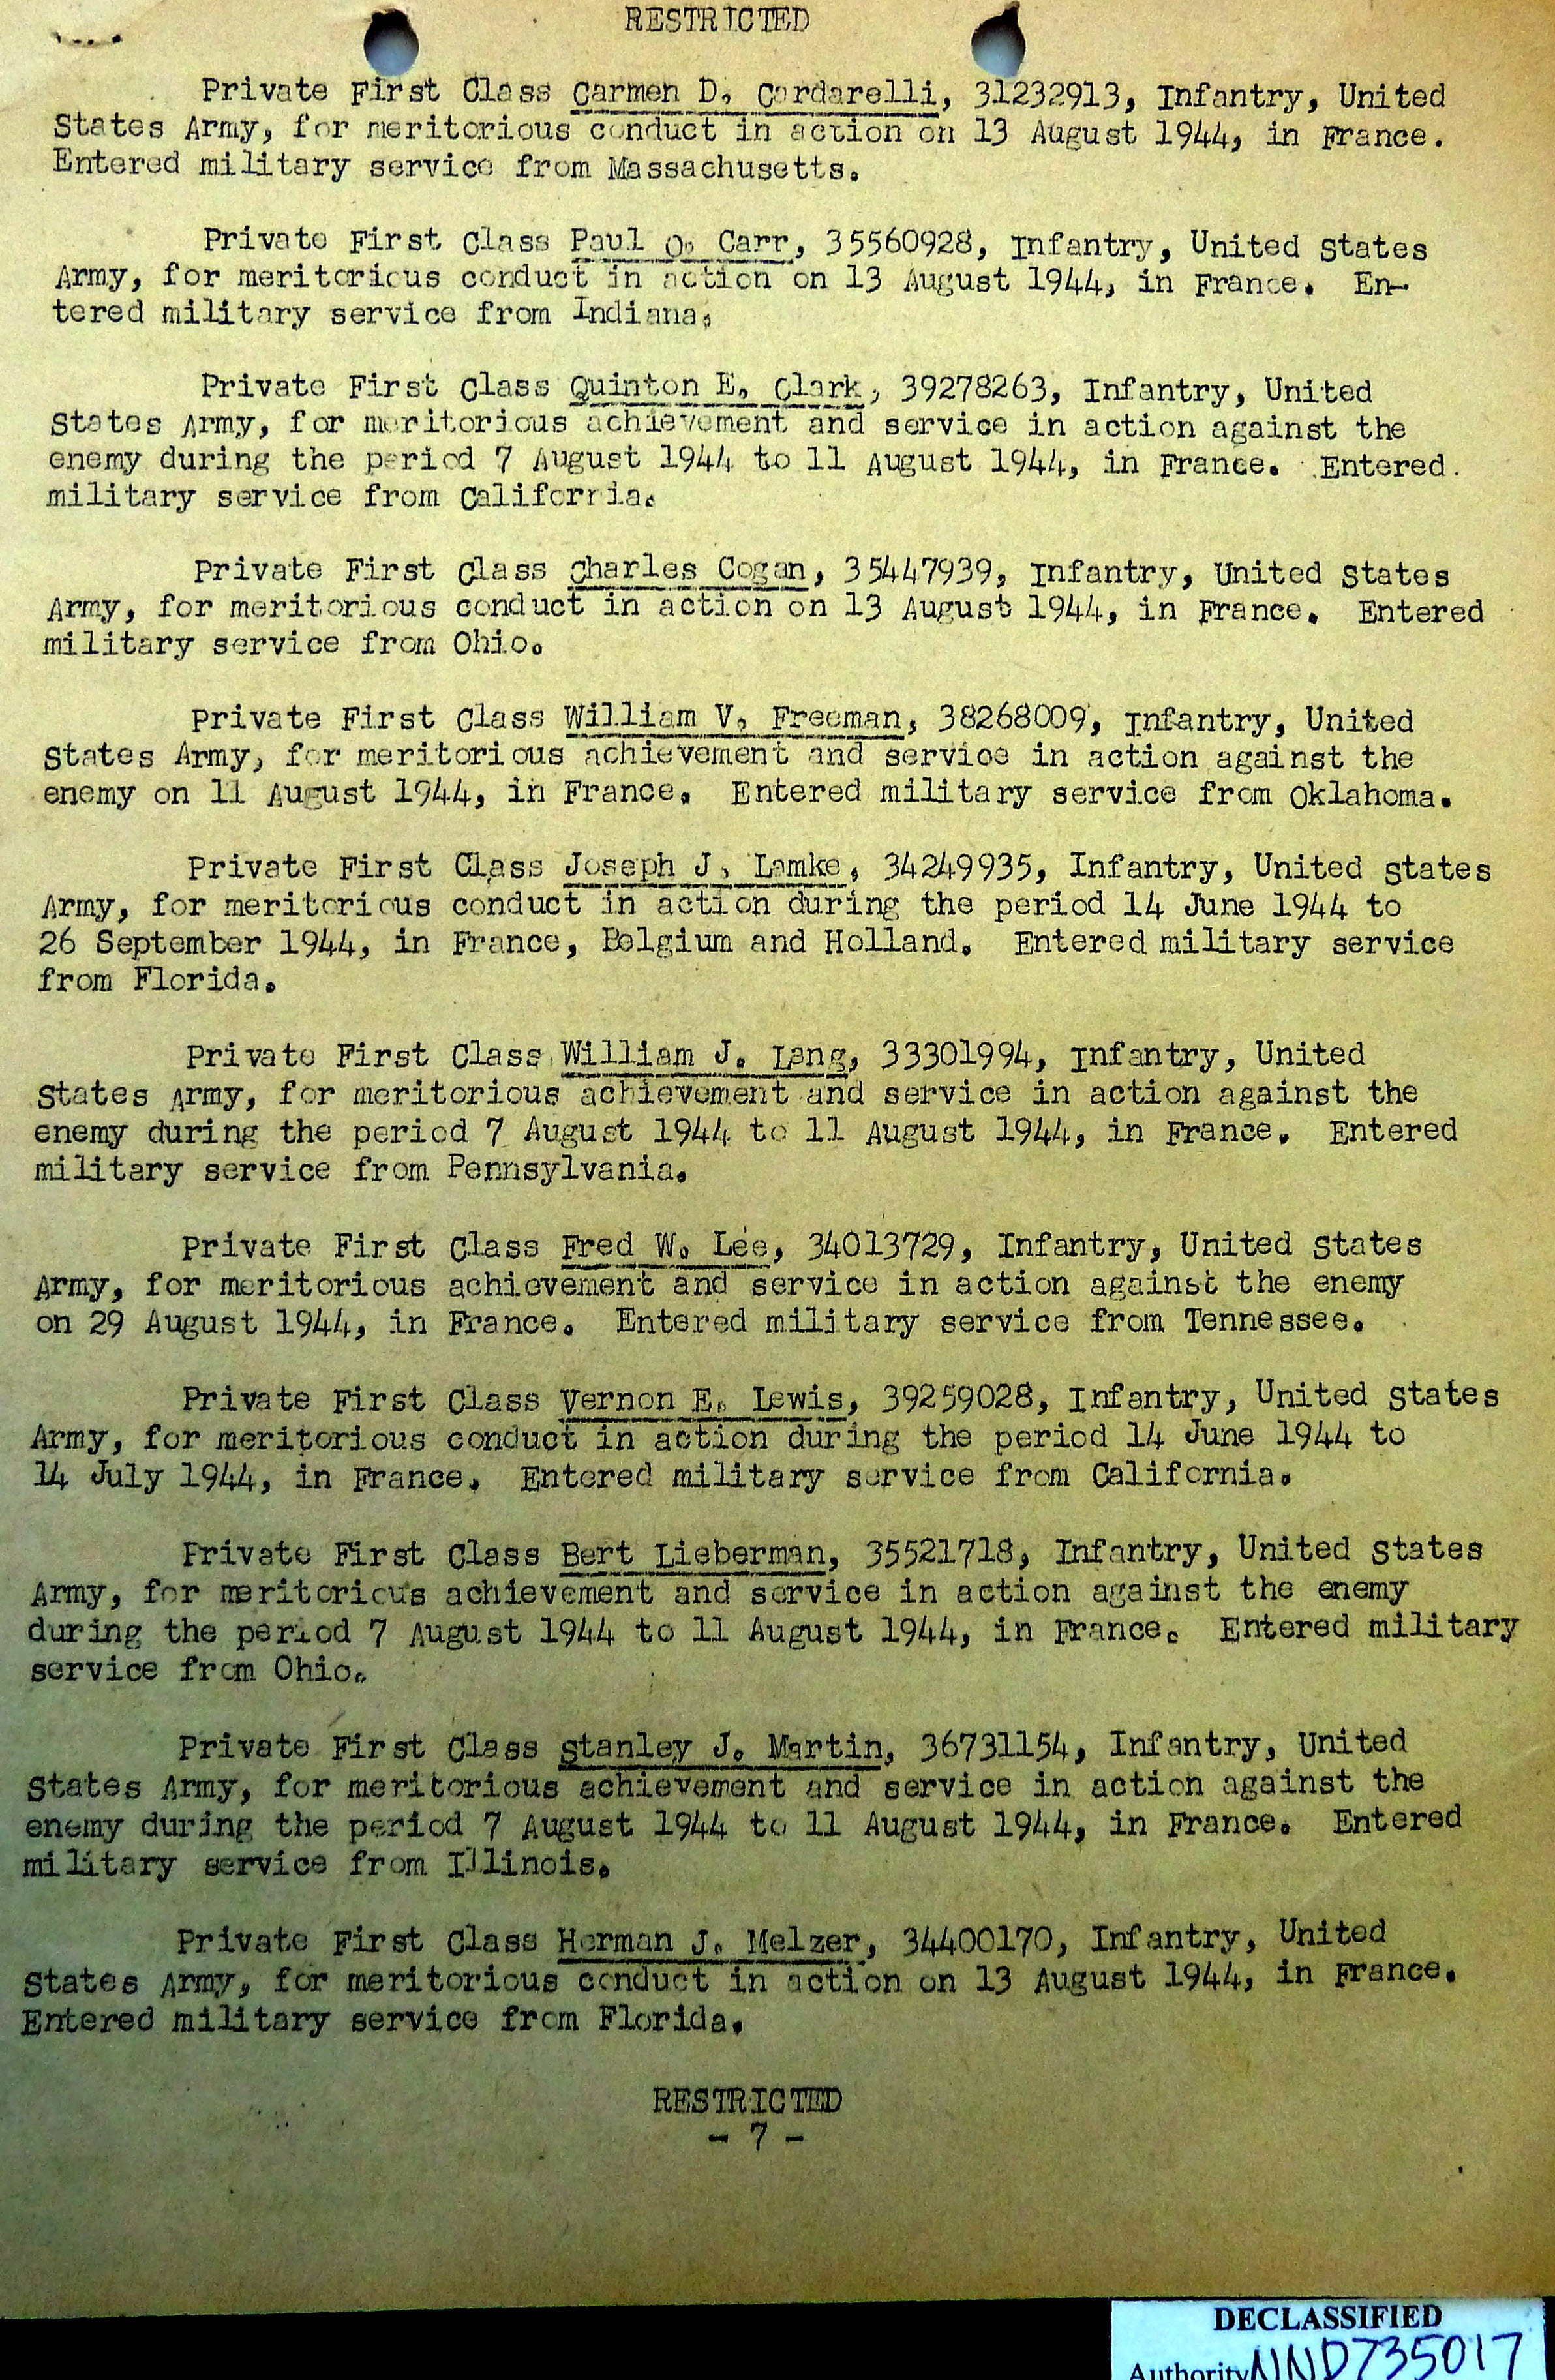 RESTRICTED
Private First Class Carmen D. Cardarelli, 31232913, Infantry, United
States Army, for meritorious conduct in action on 13 August 1944, in France.
Entered military service from Massachusetts.
Private First Class Paul O. Carr, 35560928, Infantry, United States
Army, for meritorious conduct in action on 13 August 1944, in France. En-
tered military service from Indiana.
Private First Class Quinton E. Clark, 39278263, Infantry, United
States Army, for meritorious achievement and service in action against the
enemy during the period 7 August 1944 to 11 August 1944, in France. Entered
military service from California.
Private First Class Charles Cogan, 35447939, Infantry, United States
Army, for meritorious conduct in action on 13 August 1944, in France. Entered
military service from Ohio.
Private First Class William V. Freeman, 38268009, Infantry, United
States Army, for meritorious achievement and service in action against the
enemy on 11 August 1944, in France. Entered military service from Oklahoma.
Private First Class Joseph J. Lamke, 34249935, Infantry, United States
Army, for meritorious conduct in action during the period 14 June 1944 to
26 September 1944, in France, Belgium and Holland. Entered military service
from Florida.
Private First Class William J. Lang, 33301994, Infantry, United
States Army, for meritorious achievement and service in action against the
enemy during the period 7 August 1944 to 11 August 1944, in France. Entered
military service from Pennsylvania.
Private First Class Fred W. Lee, 34013729, Infantry, United States
Army, for meritorious achievement and service in action against the enemy
on 29 August 1944, in France. Entered military service from Tennessee.
Private First Class Vernon E. Lewis, 39259028, Infantry, United States
Army, for meritorious conduct in action during the period 14 June 1944 to
14 July 1944, in France. Entered military service from California.
Private First Class Bert Lieberman, 35521718, Infantry, United States
Army, for meritorious achievement and service in action against the enemy
during the period 7 August 1944 to 11 August 1944, in France. Entered military
service from Ohio.
Private First Class Stanley J. Martin, 36731154, Infantry, United
States Army, for meritorious achievement and service in action against the
enemy during the period 7 August 1944 to 11 August 1944, in France. Entered
military service from Illinois.
Private First Class Herman J. Melzer, 34400170, Infantry, United
States Army, for meritorious conduct in action on 13 August 1944, in France.
Entered military service from Florida.
RESTRICTED
- 7 -
DECLASSIFIED
Authority NND735017